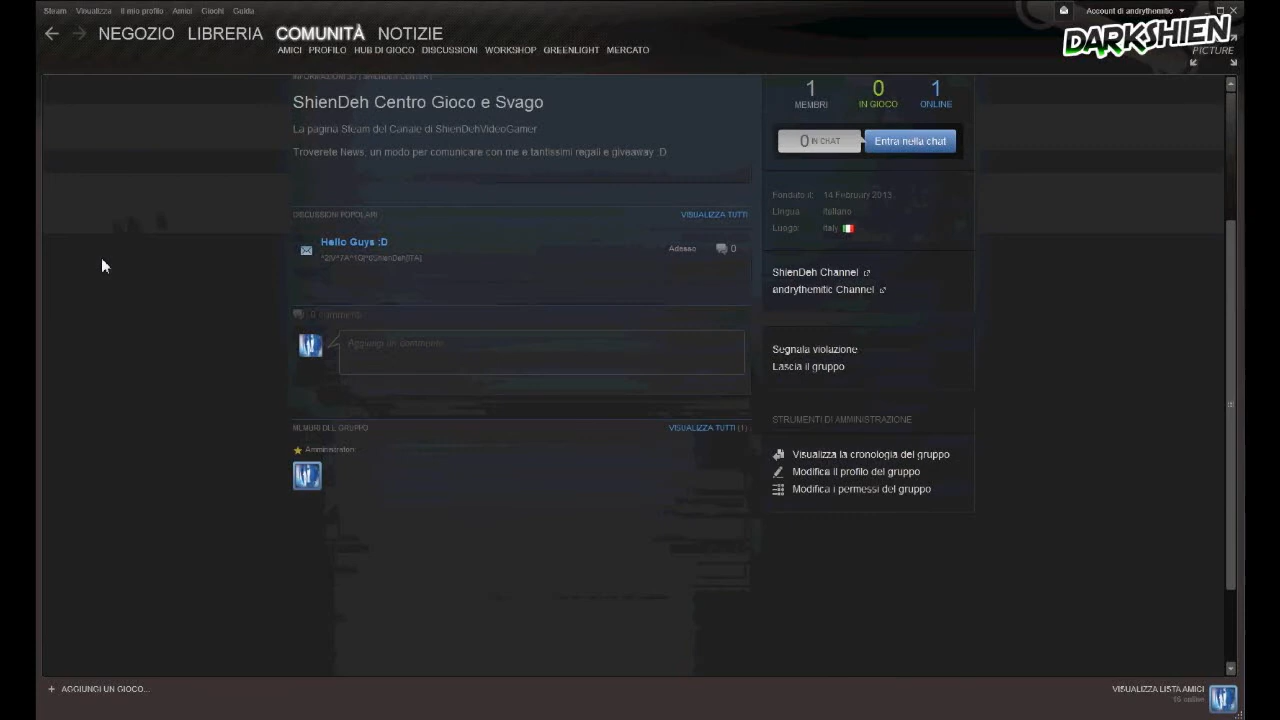 Steam Visualizza Il mio profilo Amici Giochi Guida
Account di andrythemitio
NEGOZIO LIBRERIA COMUNITÀ NOTIZIE
DARKSHIEN
PICTURE
AMICI PROFILO HUB DI GIOCO DISCUSSIONI WORKSHOP GREENLIGHT MERCATO
ShienDeh Centro Gioco e Svago
La pagina Steam del Canale di ShienDehVideoGamer
Troverete News, un modo per comunicare con me e tantissimi regali e giveaway :D
1 MEMBRI
0 IN GIOCO
1 ONLINE
0 IN CHAT
Entra nella chat
Fondato il: 14 February 2013
Lingua Italiano
Luogo: Italy
DISCUSSIONI POPOLARI VISUALIZZA TUTTI
Hello Guys :D
Adesso 0
ShienDeh Channel
andrythemitic Channel
0 commenti
Aggiungi un commento
Segnala violazione
Lascia il gruppo
MEMBRI DEL GRUPPO VISUALIZZA TUTTI (1)
Amministratori
STRUMENTI DI AMMINISTRAZIONE
Visualizza la cronologia del gruppo
Modifica il profilo del gruppo
Modifica i permessi del gruppo
+ AGGIUNGI UN GIOCO...
VISUALIZZA LISTA AMICI
online